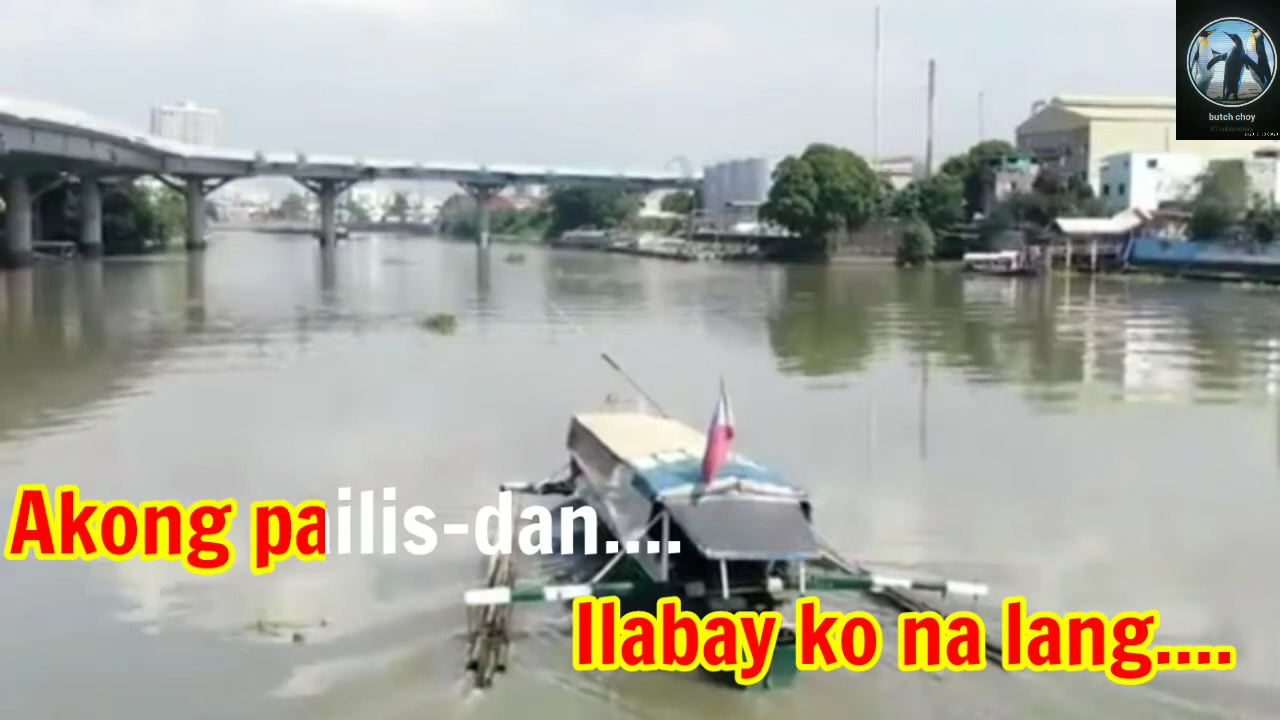 butch choy
Akong pailis-dan....
Ilabay ko na lang....